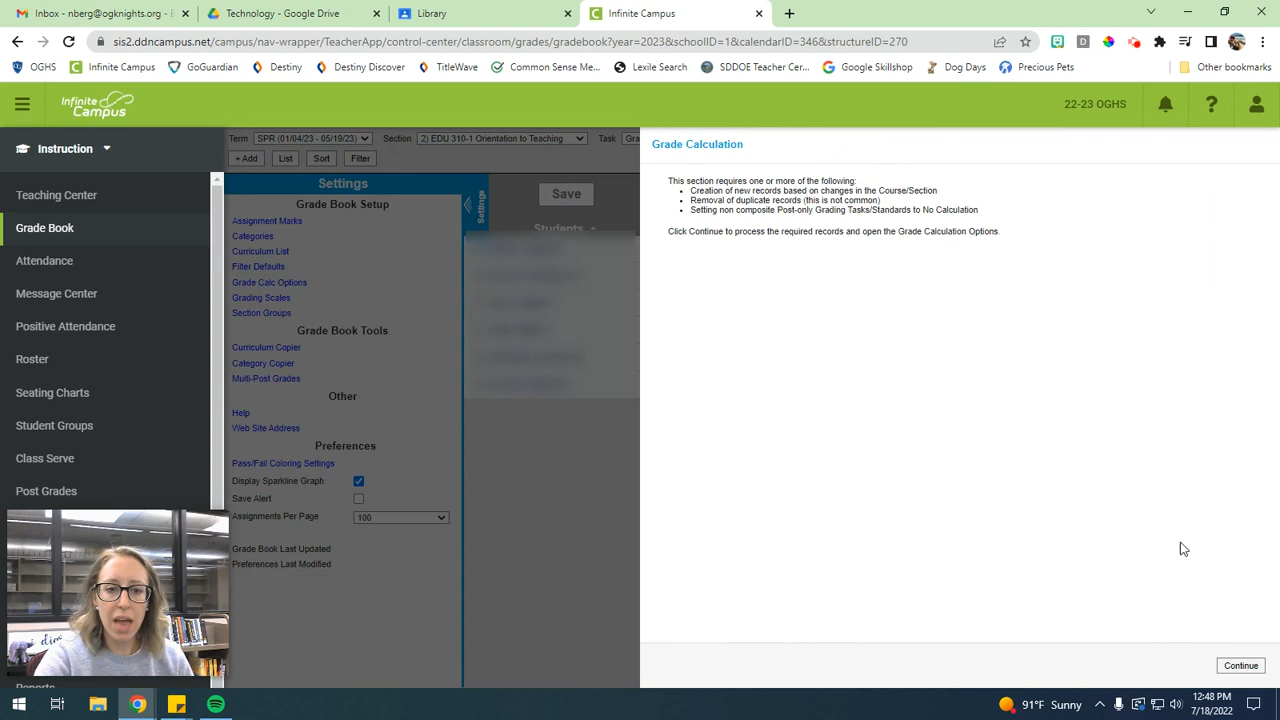 nberg@ogknights.org - E
Technology - Google Drive
Library
Infinite Campus
sis2.ddncampus.net/campus/nav-wrapper/TeacherApp/control-center/classroom/grades/gradebook?year=2023&schoolID=1&calendarID=346&structureID=270
OGHS
Infinite Campus
GoGuardian
Destiny
Destiny Discover
TitleWave
Common Sense Me...
Lexile Search
SDDOE Teacher Cer...
Google Skillshop
Dog Days
Precious Pets
Other bookmarks
Infinite Campus
22-23 OGHS
Instruction
Teaching Center
Grade Book
Attendance
Message Center
Positive Attendance
Roster
Seating Charts
Student Groups
Class Serve
Post Grades
Reports
Term SPR (01/04/23 - 05/19/23) Section 2) EDU 310-1 Orientation to Teaching Task Gra
+ Add List Sort Filter
Settings
Grade Book Setup
Assignment Marks
Categories
Curriculum List
Filter Defaults
Grade Calc Options
Grading Scales
Section Groups
Grade Book Tools
Curriculum Copier
Category Copier
Multi-Post Grades
Other
Help
Web Site Address
Preferences
Pass/Fail Coloring Settings
Display Sparkline Graph
Save Alert
Assignments Per Page 100
Grade Book Last Updated
Preferences Last Modified
Settings
Save
Students
Grade Calculation
This section requires one or more of the following:
• Creation of new records based on changes in the Course/Section
• Removal of duplicate records (this is not common)
• Setting non composite Post-only Grading Tasks/Standards to No Calculation
Click Continue to process the required records and open the Grade Calculation Options.
Continue
91°F Sunny
12:48 PM
7/18/2022